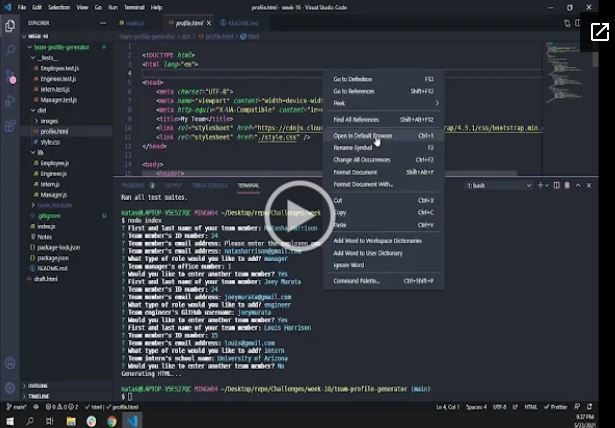 File Edit Selection View Go Run Terminal Help
profile.html - week-10 - Visual Studio Code
EXPLORER
index.js
profile.html
README.md
WEEK-10
team-profile-generator
__tests__
Employee.test.js
Engineer.test.js
Intern.test.js
Manager.test.js
dist
images
profile.html
style.css
lib
Employee.js
Engineer.js
Intern.js
Manager.js
node_modules
.gitignore
index.js
Notes
package-lock.json
package.json
README.md
draft.html
OUTLINE
TIMELINE
team-profile-generator > dist > profile.html > html
1
2 <!DOCTYPE html>
3 <html lang="en">
4
<head>
<meta charset="UTF-8">
<meta name="viewport" content="width=device-wid
<meta http-equiv="X-UA-Compatible" content="ie=
<title>My Team</title>
<link rel="stylesheet" href="https://cdnjs.clou
/4.3.1/css/bootstrap.min.
<link rel="stylesheet" href="./style.css" />
</head>
<body>
<header>
Go to Definition F12
Go to References Shift+F12
Peek >
Find All References Shift+Alt+F12
Open in Default Browser Ctrl+1
Rename Symbol F2
Change All Occurrences Ctrl+F2
Format Document Shift+Alt+F
Format Document With...
Cut Ctrl+X
Copy Ctrl+C
Paste Ctrl+V
Add Word to Workspace Dictionaries
Add Word to User Dictionary
Ignore Word
Command Palette... Ctrl+Shift+P
PROBLEMS 2 OUTPUT DEBUG CONSOLE TERMINAL
1: bash
Ran all test suites.
natas@LAPTOP-V5E527QC MINGW64 ~/Desktop/repo/Challenges/week
$ node index
? First and last name of your team member: Natasha Harrison
? Team member's ID number: 24
? Team member's email address: Please enter the employee ema
? Team member's email address: natasharrison@gmail.com
? What type of role would you like to add? manager
? Team manager's office number: 1
? Would you like to enter another team member? Yes
? First and last name of your team member: Joey Murata
? Team member's ID number: 24
? Team member's email address: joeymurata@gmail.com
? What type of role would you like to add? engineer
? Team engineer's GitHub username: joeymurata
? Would you like to enter another team member? Yes
? First and last name of your team member: Louis Harrison
? Team member's ID number: 15
? Team member's email address: louis@gmail.com
? What type of role would you like to add? intern
? Team intern's school name: University of Arizona
? Would you like to enter another team member? No
Generating HTML...
natas@LAPTOP-V5E527QC MINGW64 ~/Desktop/repo/Challenges/week-10/team-profile-generator (main)
$
main* 0 2 0 html profile.html
Ln 4, Col 1 Spaces: 4 UTF-8 LF HTML Prettier
9:37 PM
5/23/2021